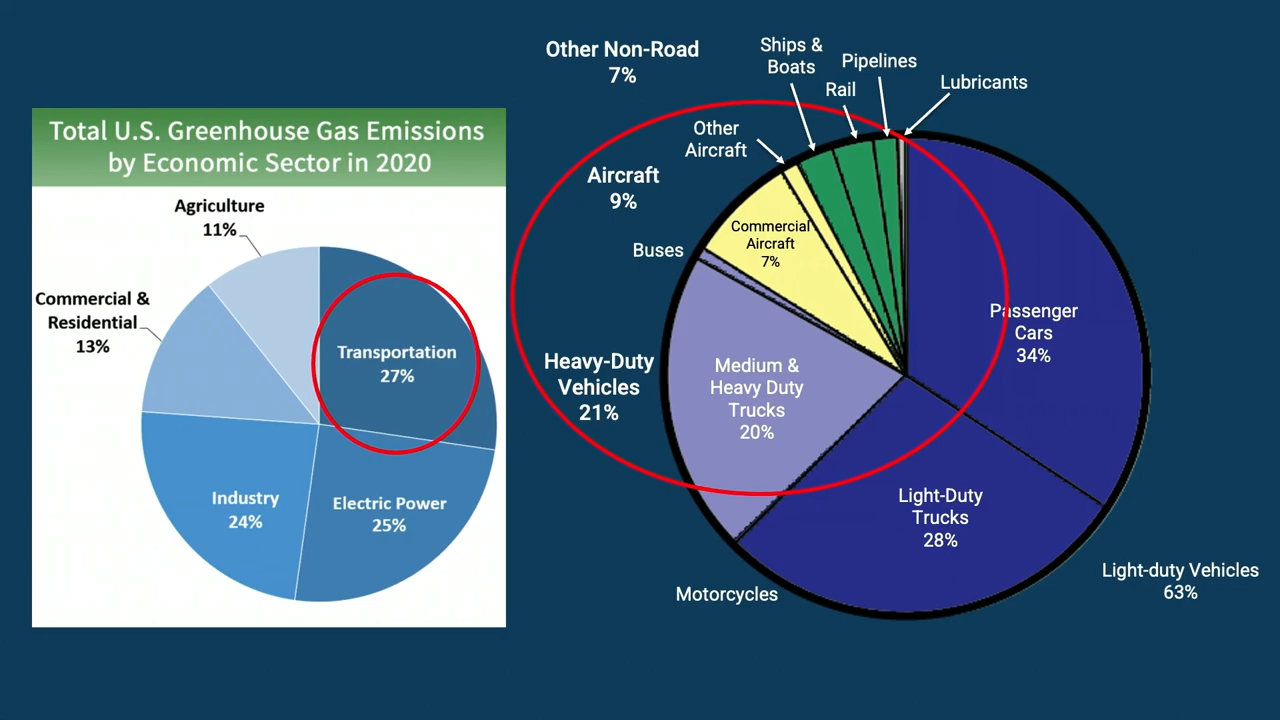 Total U.S. Greenhouse Gas Emissions
by Economic Sector in 2020
Agriculture
11%
Commercial &
Residential
13%
Transportation
27%
Industry
24%
Electric Power
25%
Other Non-Road
7%
Ships &
Boats
Pipelines
Rail
Lubricants
Other
Aircraft
Aircraft
9%
Commercial
Aircraft
7%
Buses
Heavy-Duty
Vehicles
21%
Medium &
Heavy Duty
Trucks
20%
Passenger
Cars
34%
Light-Duty
Trucks
28%
Motorcycles
Light-duty Vehicles
63%